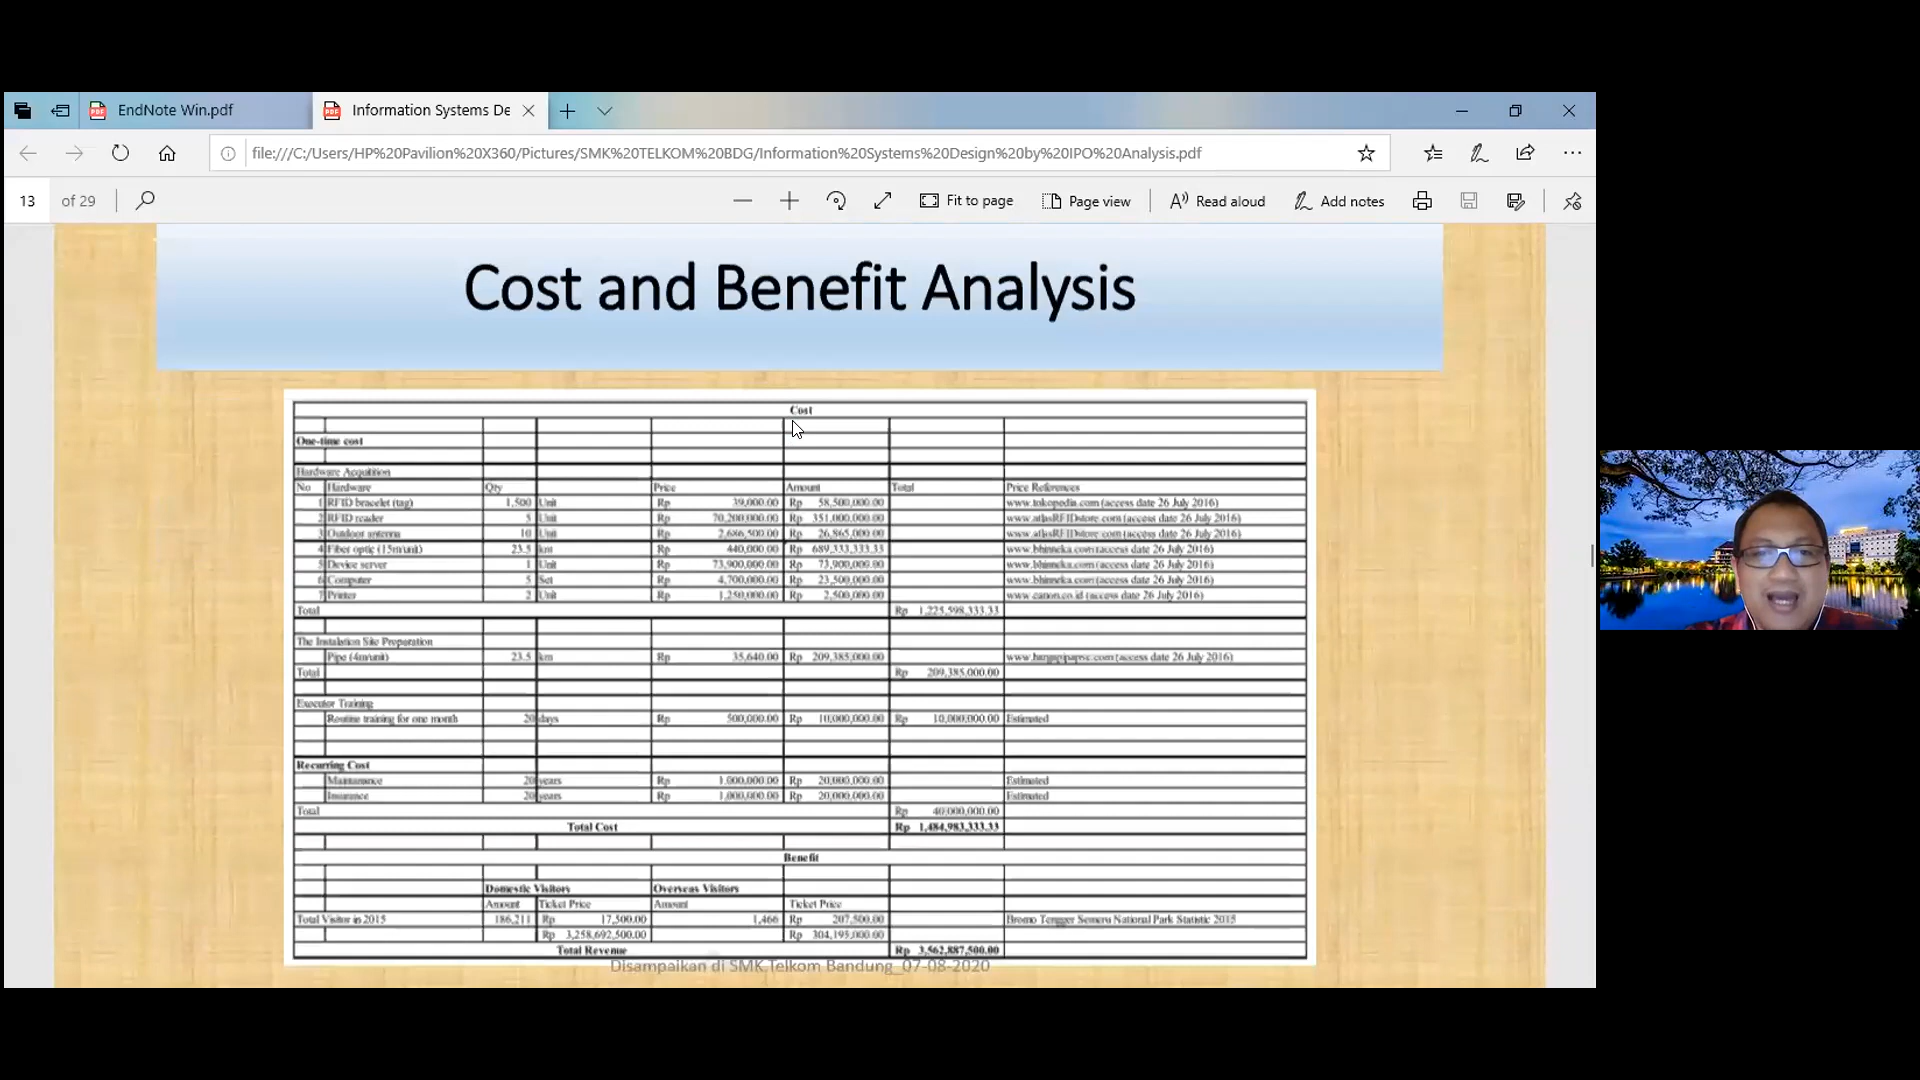 EndNote Win.pdf
Information Systems De
file:///C:/Users/HP%20Pavilion%20X360/Pictures/SMK%20TELKOM%20BDG/Information%20Systems%20Design%20by%20IPO%20Analysis.pdf
13 of 29
Fit to page
Page view
Read aloud
Add notes
Cost and Benefit Analysis
Cost
One-time cost
Hardware Acquitition
No Hardware Qty Price Amount Total Price References
1 RFID bracelet (tag) 1,500 Unit Rp 39,000.00 Rp 58,500,000.00 www.tokopedia.com (access date 26 July 2016)
2 RFID reader 5 Unit Rp 70,200,000.00 Rp 351,000,000.00 www.atlasRFIDstore.com (access date 26 July 2016)
3 Outdoor antenna 10 Unit Rp 2,686,500.00 Rp 26,865,000.00 www.atlasRFIDstore.com (access date 26 July 2016)
4 Fiber optic (15m/unit) 23.5 km Rp 440,000.00 Rp 689,333,333.33 www.bhinneka.com (access date 26 July 2016)
5 Device server 1 Unit Rp 73,900,000.00 Rp 73,900,000.00 www.bhinneka.com (access date 26 July 2016)
6 Computer 5 Set Rp 4,700,000.00 Rp 23,500,000.00 www.bhinneka.com (access date 26 July 2016)
7 Printer 2 Unit Rp 1,250,000.00 Rp 2,500,000.00 www.canon.co.id (access date 26 July 2016)
Total Rp 1,225,598,333.33
The Instalation Site Preparation
Pipe (4m/unit) 23.5 km Rp 35,640.00 Rp 209,385,000.00 www.hargapipapvc.com (access date 26 July 2016)
Total Rp 209,385,000.00
Executor Training
Routine training for one month 20 days Rp 500,000.00 Rp 10,000,000.00 Rp 10,000,000.00 Estimated
Recurring Cost
20 years Rp 1,000,000.00 Rp 20,000,000.00 Estimated
Insurance 20 years Rp 1,000,000.00 Rp 20,000,000.00 Estimated
Total Rp 40,000,000.00
Total Cost Rp 1,484,983,333.33
Benefit
Domestic Visitors Overseas Visitors
Amount Ticket Price Amount Ticket Price
Total Visitor in 2015 186,211 Rp 17,500.00 1,466 Rp 207,500.00 Bromo Tengger Semeru National Park Statistic 2015
Rp 3,258,692,500.00 Rp 304,195,000.00
Total Revenue Rp 3,562,887,500.00
Disampaikan di SMK Telkom Bandung_07-08-2020